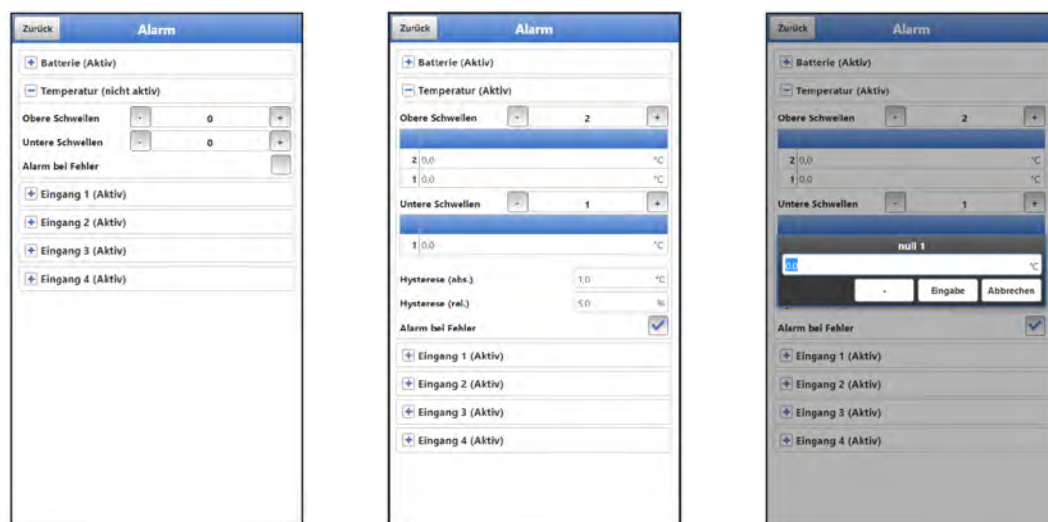 Zurück Alarm
+ Batterie (Aktiv)
- Temperatur (nicht aktiv)
Obere Schwellen - 0 +
Untere Schwellen - 0 +
Alarm bei Fehler
+ Eingang 1 (Aktiv)
+ Eingang 2 (Aktiv)
+ Eingang 3 (Aktiv)
+ Eingang 4 (Aktiv)
Zurück Alarm
+ Batterie (Aktiv)
- Temperatur (Aktiv)
Obere Schwellen - 2 +
2 0,0 °C
1 0,0 °C
Untere Schwellen - 1 +
1 0,0 °C
Hysterese (abs.) 1,0 °C
Hysterese (rel.) 5,0 %
Alarm bei Fehler
+ Eingang 1 (Aktiv)
+ Eingang 2 (Aktiv)
+ Eingang 3 (Aktiv)
+ Eingang 4 (Aktiv)
Zurück Alarm
+ Batterie (Aktiv)
- Temperatur (Aktiv)
Obere Schwellen - 2 +
2 0,0 °C
1 0,0 °C
Untere Schwellen - 1 +
null 1
0,0 °C
- Eingabe Abbrechen
Alarm bei Fehler
+ Eingang 1 (Aktiv)
+ Eingang 2 (Aktiv)
+ Eingang 3 (Aktiv)
+ Eingang 4 (Aktiv)